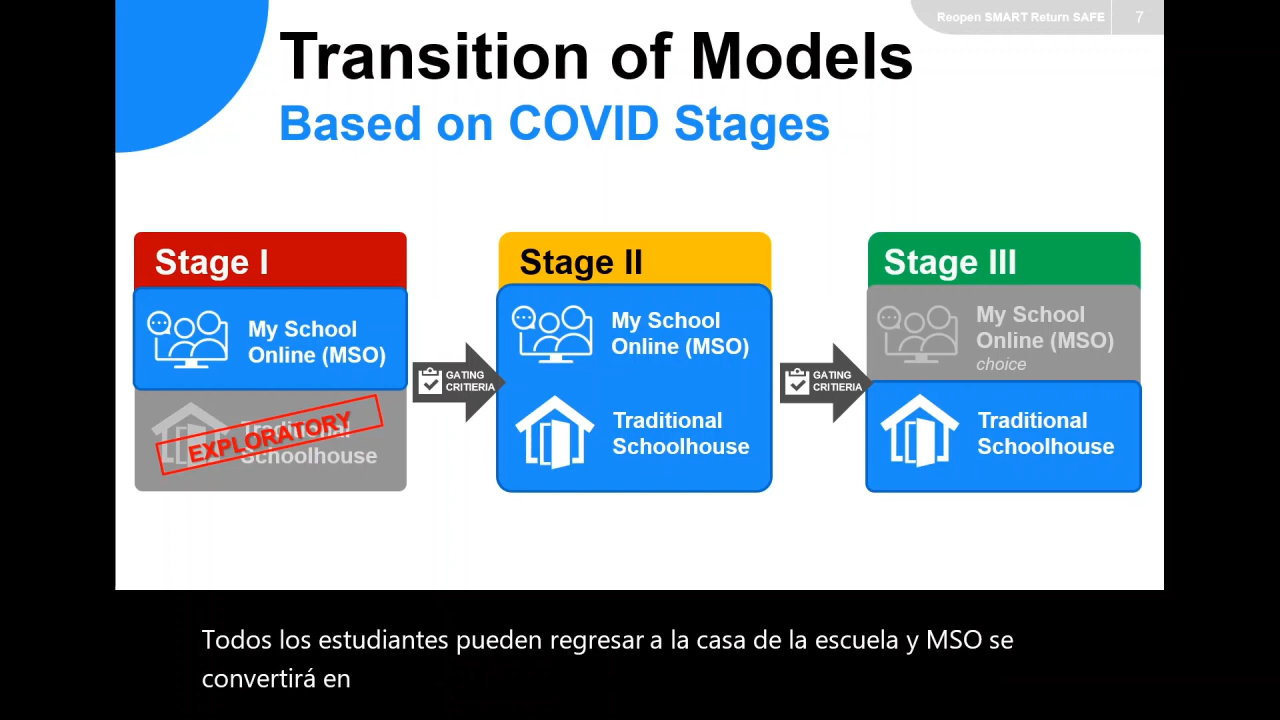 Reopen SMART Return SAFE 7
Transition of Models
Based on COVID Stages
Stage I
My School
Online (MSO)
Traditional
Schoolhouse
EXPLORATORY
GATING
CRITIERIA
Stage II
My School
Online (MSO)
Traditional
Schoolhouse
GATING
CRITIERIA
Stage III
My School
Online (MSO)
choice
Traditional
Schoolhouse
Todos los estudiantes pueden regresar a la casa de la escuela y MSO se
convertirá en